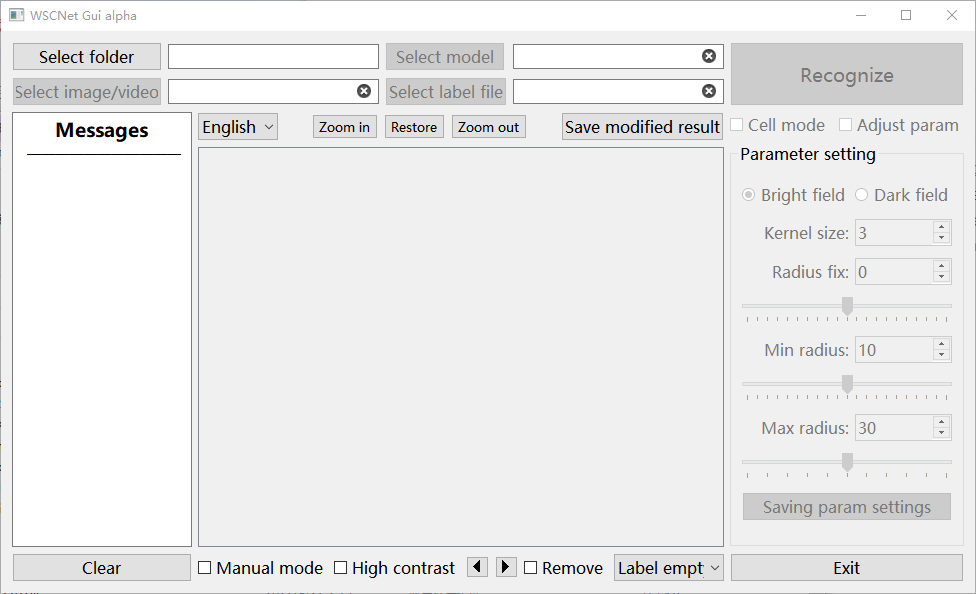 WSCNet Gui alpha
Select folder
Select model
Recognize
Select image/video
Select label file
Messages
English
Zoom in
Restore
Zoom out
Save modified result
Cell mode
Adjust param
Parameter setting
Bright field
Dark field
Kernel size: 3
Radius fix: 0
Min radius: 10
Max radius: 30
Saving param settings
Clear
Manual mode
High contrast
Remove
Label empt
Exit